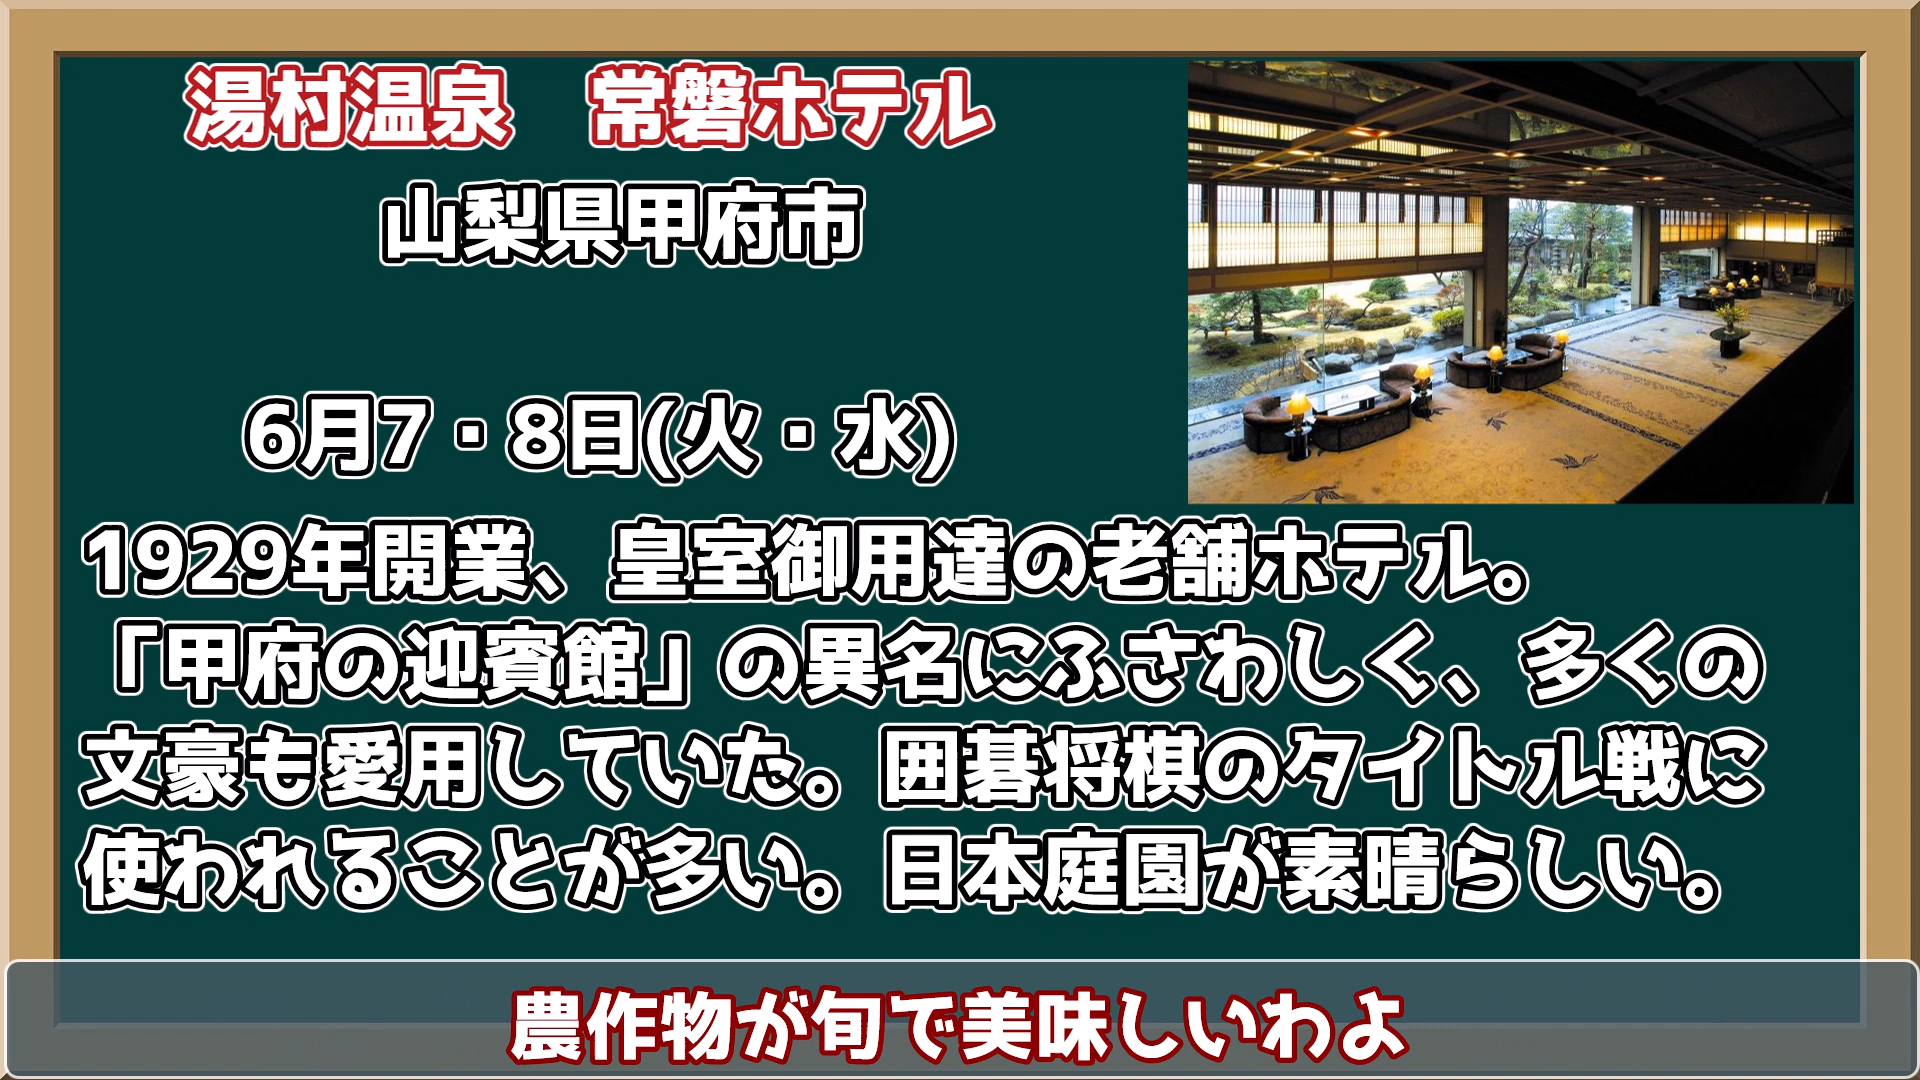 湯村温泉　常磐ホテル
山梨県甲府市
6月7・8日(火・水)
1929年開業、皇室御用達の老舗ホテル。
「甲府の迎賓館」の異名にふさわしく、多くの
文豪も愛用していた。囲碁将棋のタイトル戦に
使われることが多い。日本庭園が素晴らしい。
農作物が旬で美味しいわよ